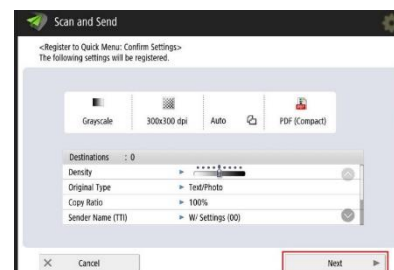 Scan and Send
<Register to Quick Menu: Confirm Settings>
The following settings will be registered.
Grayscale
300x300 dpi
Auto
PDF
PDF (Compact)
Destinations : 0
Density
Original Type
Text/Photo
Copy Ratio
100%
Sender Name (TTI)
W/ Settings (00)
Cancel
Next